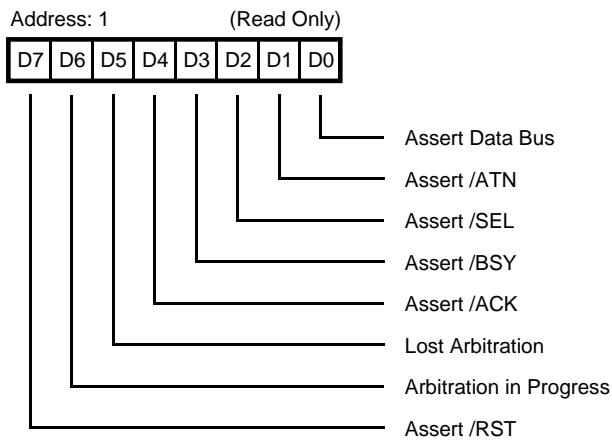 Address: 1 (Read Only)
D7 D6 D5 D4 D3 D2 D1 D0
Assert Data Bus
Assert /ATN
Assert /SEL
Assert /BSY
Assert /ACK
Lost Arbitration
Arbitration in Progress
Assert /RST